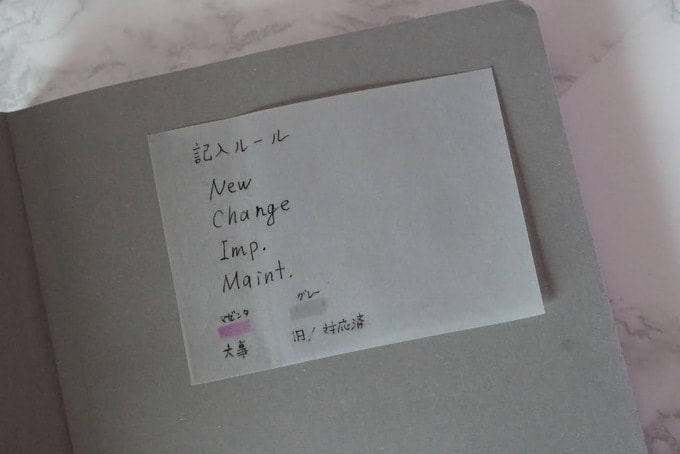 記入ルール
New
Change
Imp.
Maint.
マゼンタ グレー
大事 旧/対応済